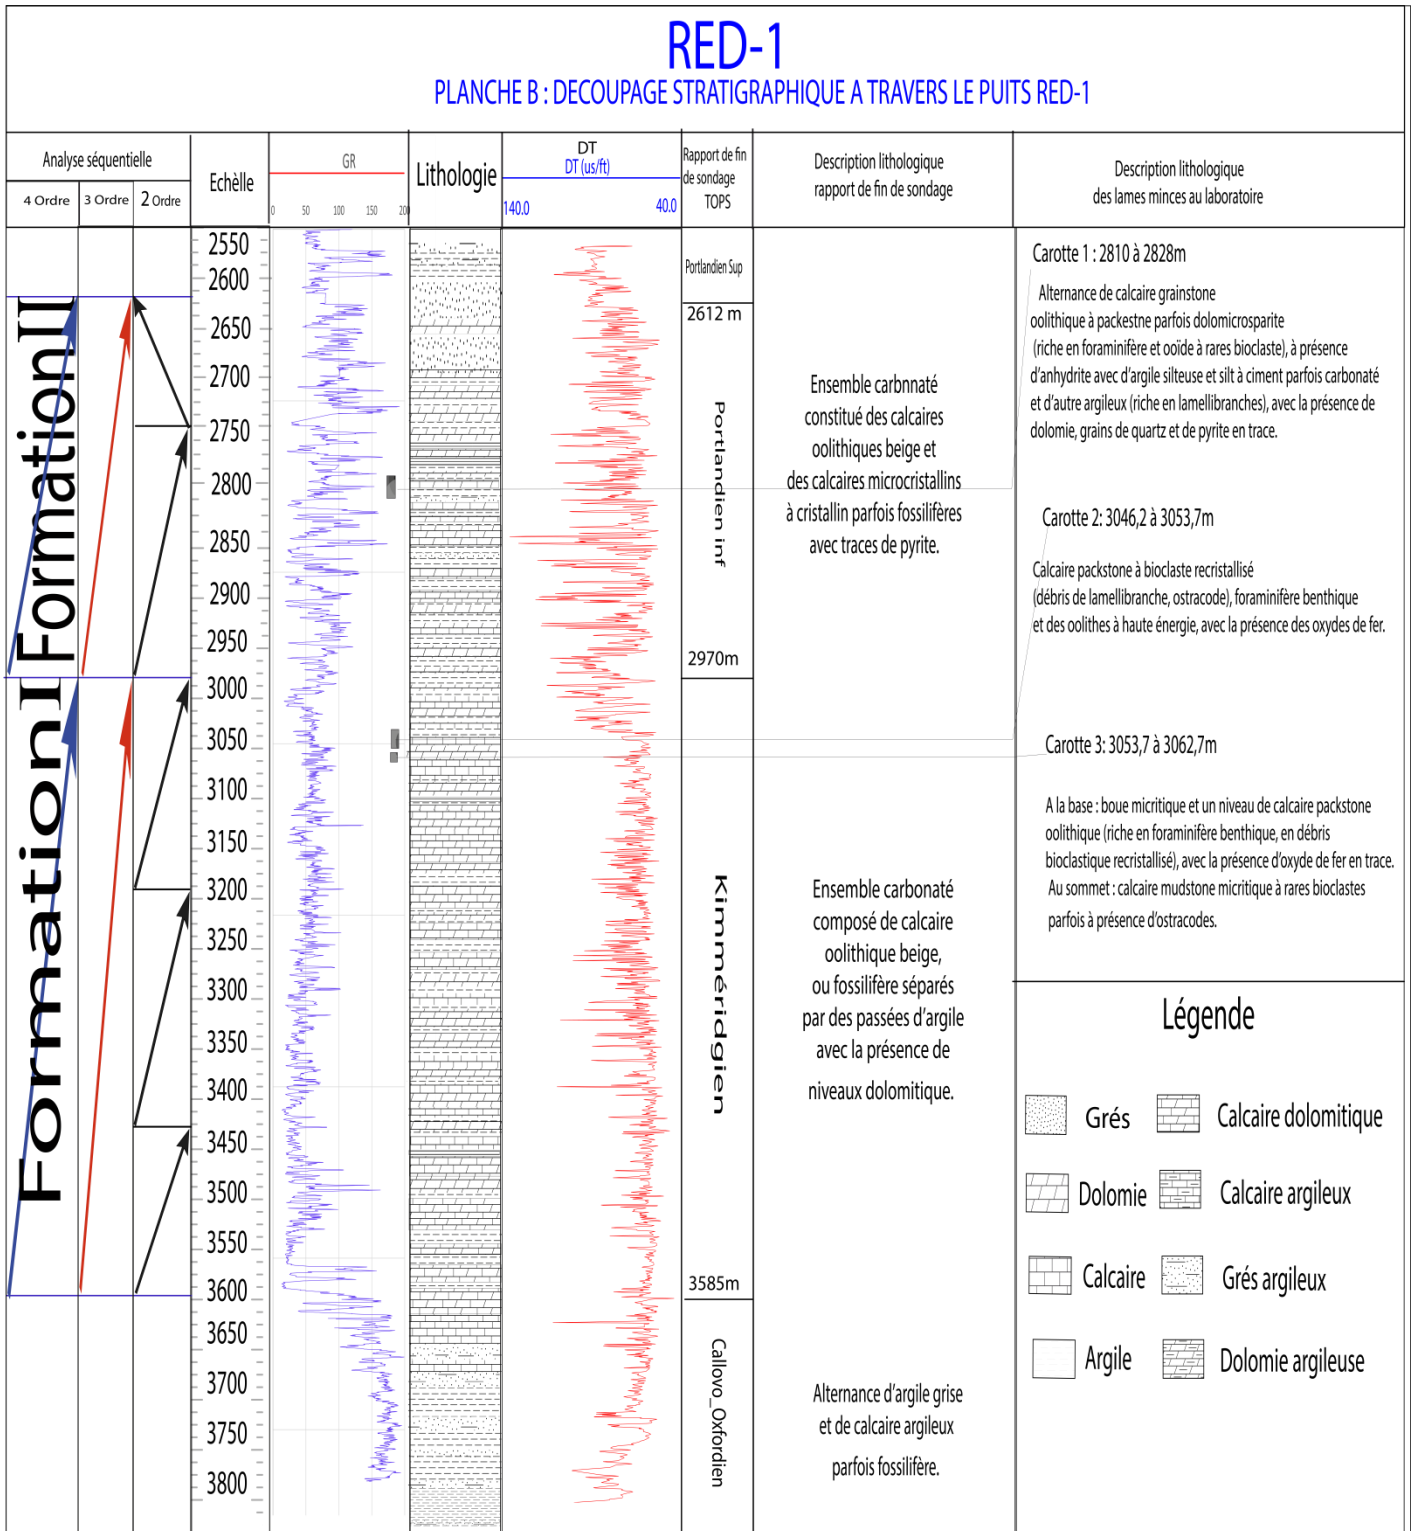 RED-1
PLANCHE B : DECOUPAGE STRATIGRAPHIQUE A TRAVERS LE PUITS RED-1
Analyse séquentielle
4 Ordre
3 Ordre
2 Ordre
Echèlle
GR
0 50 100 150 200
Lithologie
DT
DT (us/ft)
140.0 40.0
Rapport de fin
de sondage
TOPS
Description lithologique
rapport de fin de sondage
Description lithologique
des lames minces au laboratoire
Formation II
Formation I
2550
2600
2650
2700
2750
2800
2850
2900
2950
3000
3050
3100
3150
3200
3250
3300
3350
3400
3450
3500
3550
3600
3650
3700
3750
3800
Portlandien Sup
2612 m
Portlandien inf
2970m
Kimméridgien
3585m
Callovo_Oxfordien
Ensemble carbnnaté
constitué des calcaires
oolithiques beige et
des calcaires microcristallins
à cristallin parfois fossilifères
avec traces de pyrite.
Ensemble carbonaté
composé de calcaire
oolithique beige,
ou fossilifère séparés
par des passées d'argile
avec la présence de
niveaux dolomitique.
Alternance d'argile grise
et de calcaire argileux
parfois fossilifère.
Carotte 1 : 2810 à 2828m
Alternance de calcaire grainstone
oolithique à packestne parfois dolomicrosparite
(riche en foraminifère et ooïde à rares bioclaste), à présence
d'anhydrite avec d'argile silteuse et silt à ciment parfois carbonaté
et d'autre argileux (riche en lamellibranches), avec la présence de
dolomie, grains de quartz et de pyrite en trace.
Carotte 2: 3046,2 à 3053,7m
Calcaire packstone à bioclaste recristallisé
(débris de lamellibranche, ostracode), foraminifère benthique
et des oolithes à haute énergie, avec la présence des oxydes de fer.
Carotte 3: 3053,7 à 3062,7m
A la base : boue micritique et un niveau de calcaire packstone
oolithique (riche en foraminifère benthique, en débris
bioclastique recristallisé), avec la présence d'oxyde de fer en trace.
Au sommet : calcaire mudstone micritique à rares bioclastes
parfois à présence d'ostracodes.
Légende
Grés
Calcaire dolomitique
Dolomie
Calcaire argileux
Calcaire
Grés argileux
Argile
Dolomie argileuse